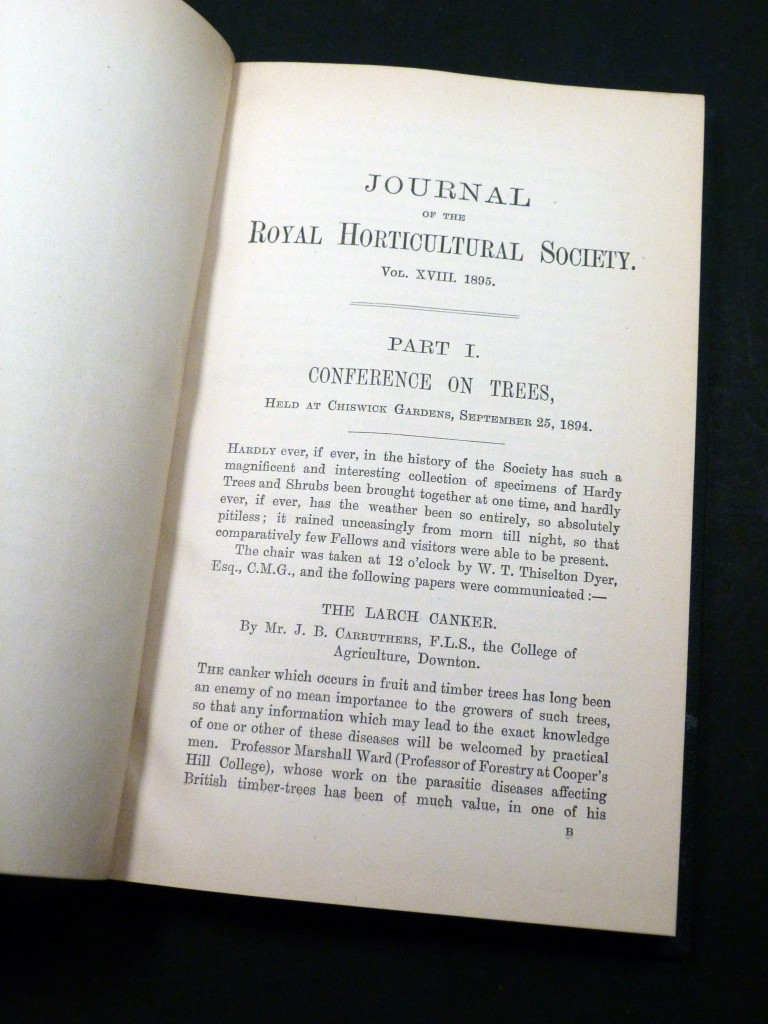 JOURNAL
OF THE
ROYAL HORTICULTURAL SOCIETY.
VOL. XVIII. 1895.
PART I.
CONFERENCE ON TREES,
HELD AT CHISWICK GARDENS, SEPTEMBER 25, 1894.
HARDLY ever, if ever, in the history of the Society has such a
magnificent and interesting collection of specimens of Hardy
Trees and Shrubs been brought together at one time, and hardly
ever, if ever, has the weather been so entirely, so absolutely
pitiless; it rained unceasingly from morn till night, so that
comparatively few Fellows and visitors were able to be present.
The chair was taken at 12 o'clock by W. T. Thiselton Dyer,
Esq., C.M.G., and the following papers were communicated:—
THE LARCH CANKER.
By Mr. J. B. CARRUTHERS, F.L.S., the College of
Agriculture, Downton.
THE canker which occurs in fruit and timber trees has long been
an enemy of no mean importance to the growers of such trees,
so that any information which may lead to the exact knowledge
of one or other of these diseases will be welcomed by practical
men. Professor Marshall Ward (Professor of Forestry at Cooper's
Hill College), whose work on the parasitic diseases affecting
British timber-trees has been of much value, in one of his
B